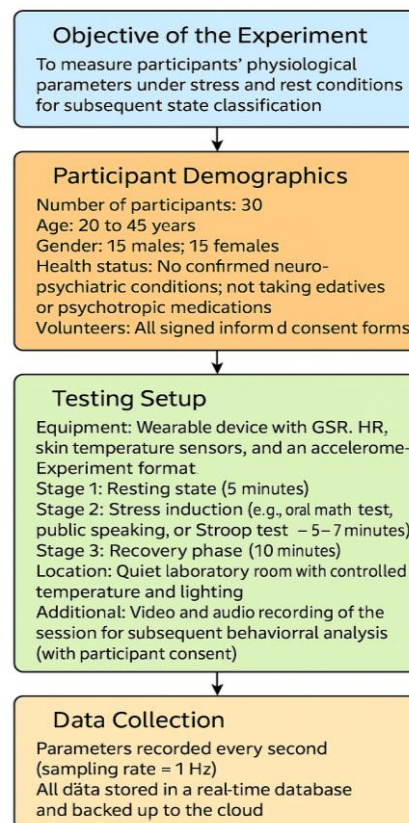 Objective of the Experiment
To measure participants' physiological
parameters under stress and rest conditions
for subsequent state classification
Participant Demographics
Number of participants: 30
Age: 20 to 45 years
Gender: 15 males; 15 females
Health status: No confirmed neuro-
psychiatric conditions; not taking edatives
or psychotropic medications
Volunteers: All signed informd consent forms
Testing Setup
Equipment: Wearable device with GSR. HR,
skin temperature sensors, and an accelerome-
Experiment format
Stage 1: Resting state (5 minutes)
Stage 2: Stress induction (e.g., oral math test,
public speaking, or Stroop test – 5–7 minutes)
Stage 3: Recovery phase (10 minutes)
Location: Quiet laboratory room with controlled
temperature and lighting
Additional: Video and audio recording of the
session for subsequent behaviorral analysis
(with participant consent)
Data Collection
Parameters recorded every second
(sampling rate = 1 Hz)
All däta stored in a real-time database
and backed up to the cloud